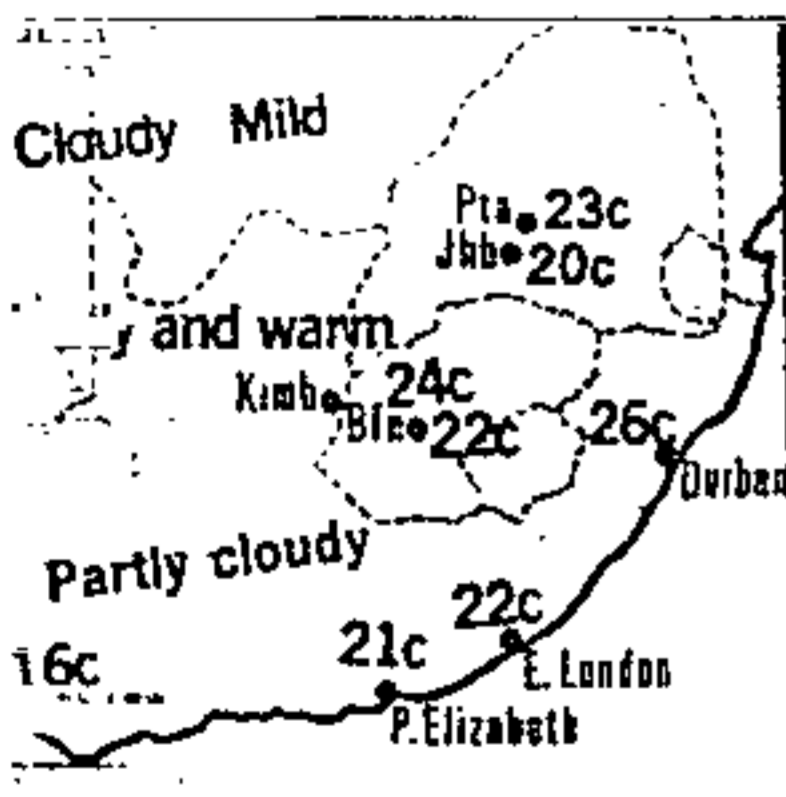 Cloudy Mild
Pta 23c
Jhb 20c
and warm
24c
Kimb
Bfn 22c
26c
Durban
Partly cloudy
22c
21c
16c
E. London
P.Elizabeth